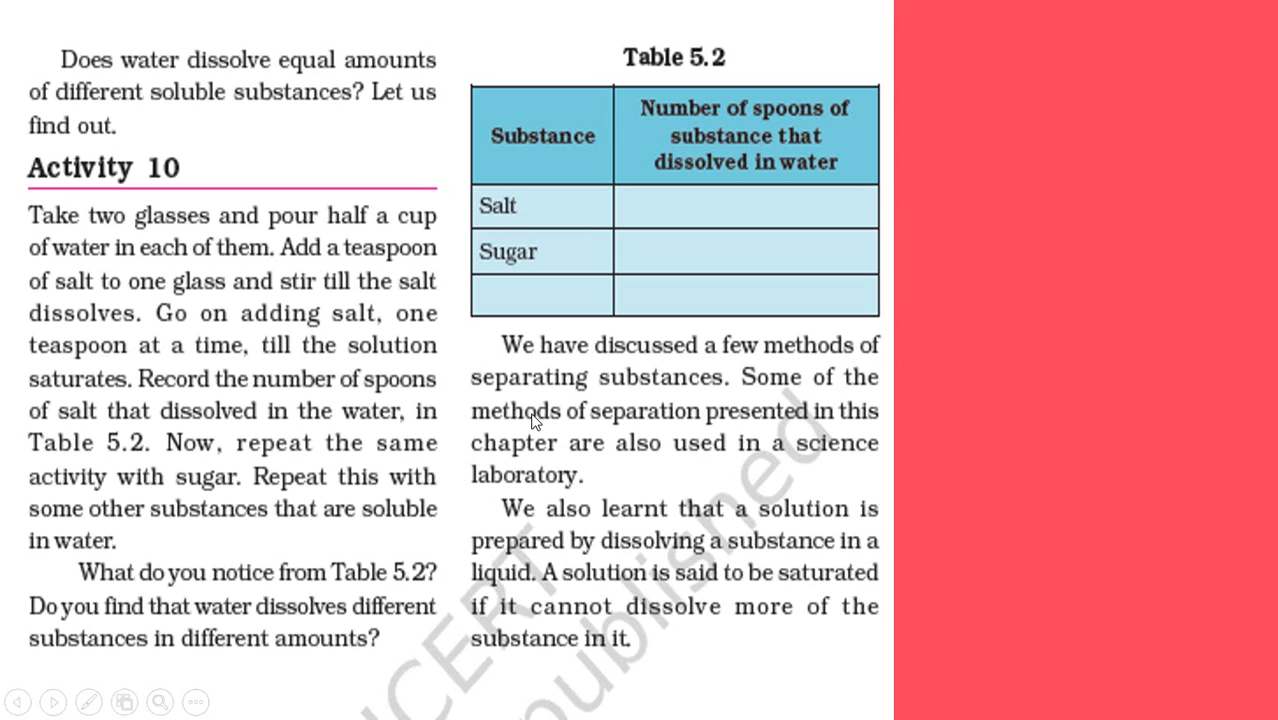 Does water dissolve equal amounts
of different soluble substances? Let us
find out.
Activity 10
Take two glasses and pour half a cup
of water in each of them. Add a teaspoon
of salt to one glass and stir till the salt
dissolves. Go on adding salt, one
teaspoon at a time, till the solution
saturates. Record the number of spoons
of salt that dissolved in the water, in
Table 5.2. Now, repeat the same
activity with sugar. Repeat this with
some other substances that are soluble
in water.
What do you notice from Table 5.2?
Do you find that water dissolves different
substances in different amounts?
Table 5.2
Substance
Number of spoons of
substance that
dissolved in water
Salt
Sugar
We have discussed a few methods of
separating substances. Some of the
methods of separation presented in this
chapter are also used in a science
laboratory.
We also learnt that a solution is
prepared by dissolving a substance in a
liquid. A solution is said to be saturated
if it cannot dissolve more of the
substance in it.
NCERT
published